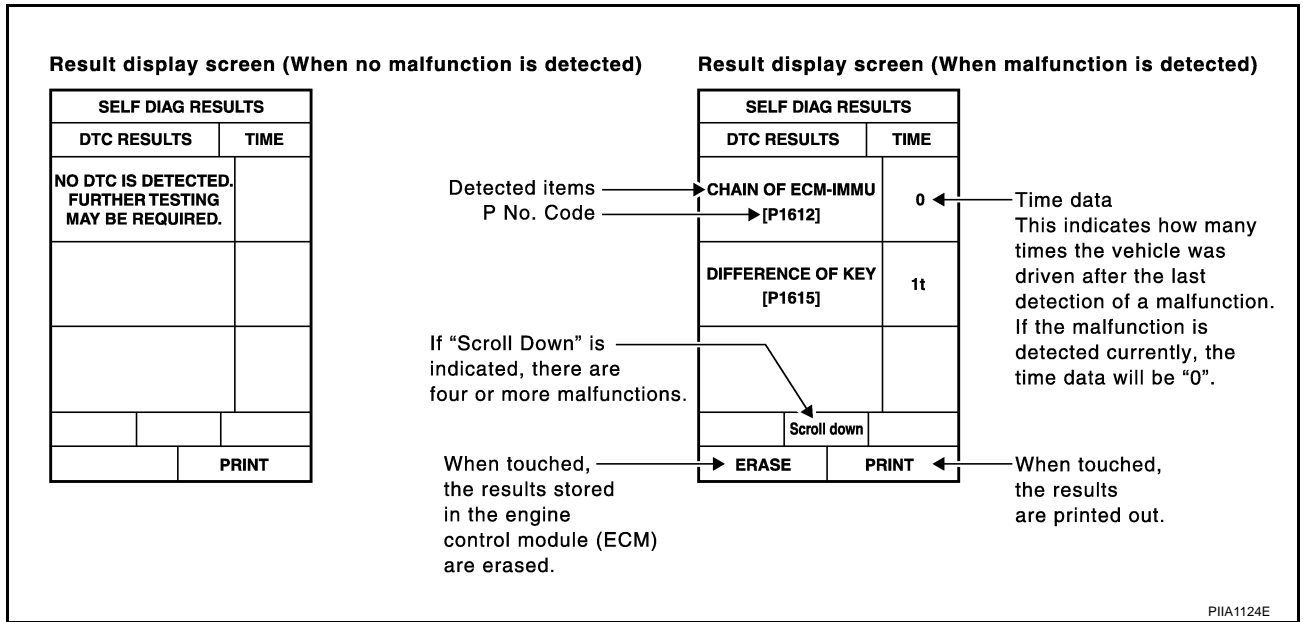 Result display screen (When no malfunction is detected)
SELF DIAG RESULTS
DTC RESULTS TIME
NO DTC IS DETECTED.
FURTHER TESTING
MAY BE REQUIRED.
PRINT
Result display screen (When malfunction is detected)
SELF DIAG RESULTS
DTC RESULTS TIME
Detected items
P No. Code
CHAIN OF ECM-IMMU
[P1612]
0
DIFFERENCE OF KEY
[P1615]
1t
Time data
This indicates how many
times the vehicle was
driven after the last
detection of a malfunction.
If the malfunction is
detected currently, the
time data will be “0”.
If “Scroll Down” is
indicated, there are
four or more malfunctions.
Scroll down
ERASE PRINT
When touched,
the results stored
in the engine
control module (ECM)
are erased.
When touched,
the results
are printed out.
PIIA1124E